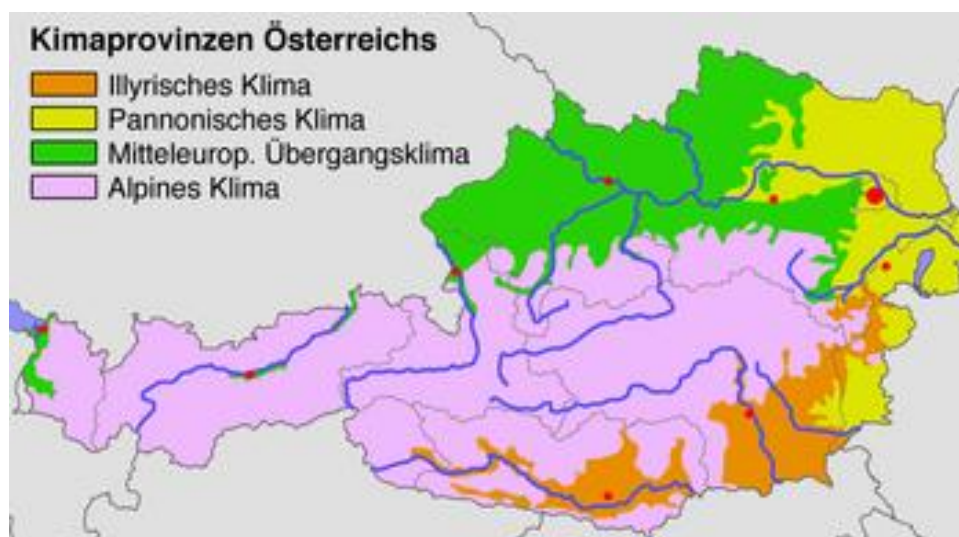 Kimaprovinzen Österreichs
Illyrisches Klima
Pannonisches Klima
Mitteleurop. Übergangsklima
Alpines Klima